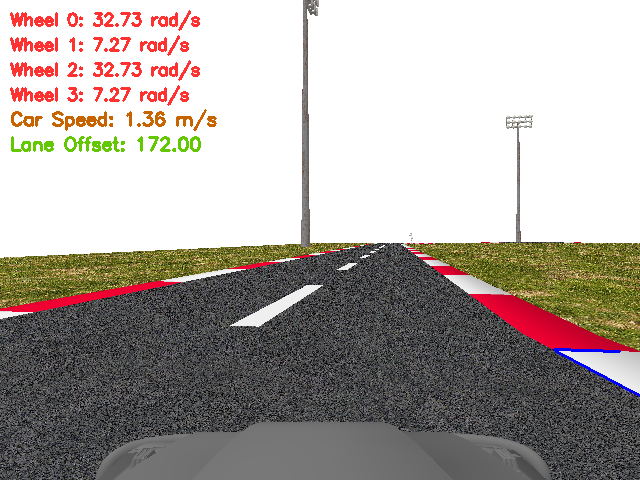 Wheel 0: 32.73 rad/s
Wheel 1: 7.27 rad/s
Wheel 2: 32.73 rad/s
Wheel 3: 7.27 rad/s
Car Speed: 1.36 m/s
Lane Offset: 172.00